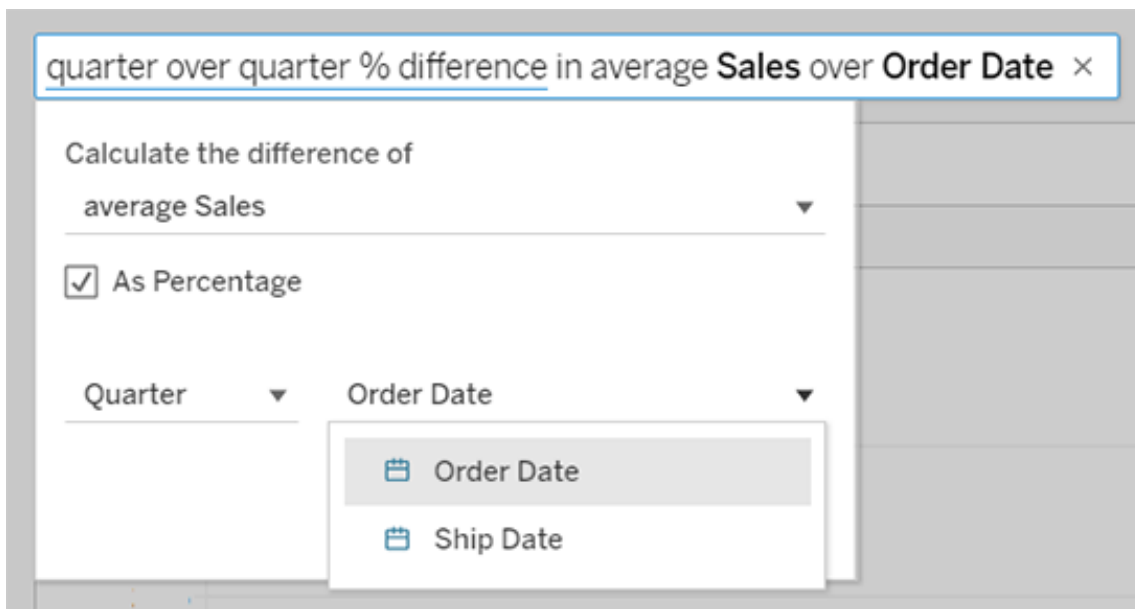 quarter over quarter % difference in average Sales over Order Date ×
Calculate the difference of
average Sales
As Percentage
Quarter Order Date
Order Date
Ship Date